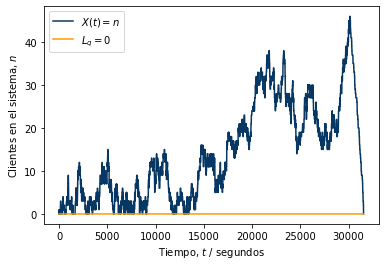 X(t) = n
L_q = 0
Clientes en el sistema, n
40
30
20
10
0
0 5000 10000 15000 20000 25000 30000
Tiempo, t / segundos